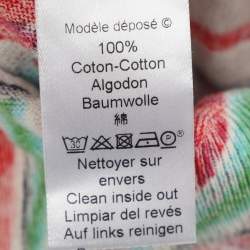 Modèle déposé ©
100%
Coton-Cotton
Algodon
Baumwolle
綿
Nettoyer sur
envers
Clean inside out
Limpiar del revés
Auf links reinigen